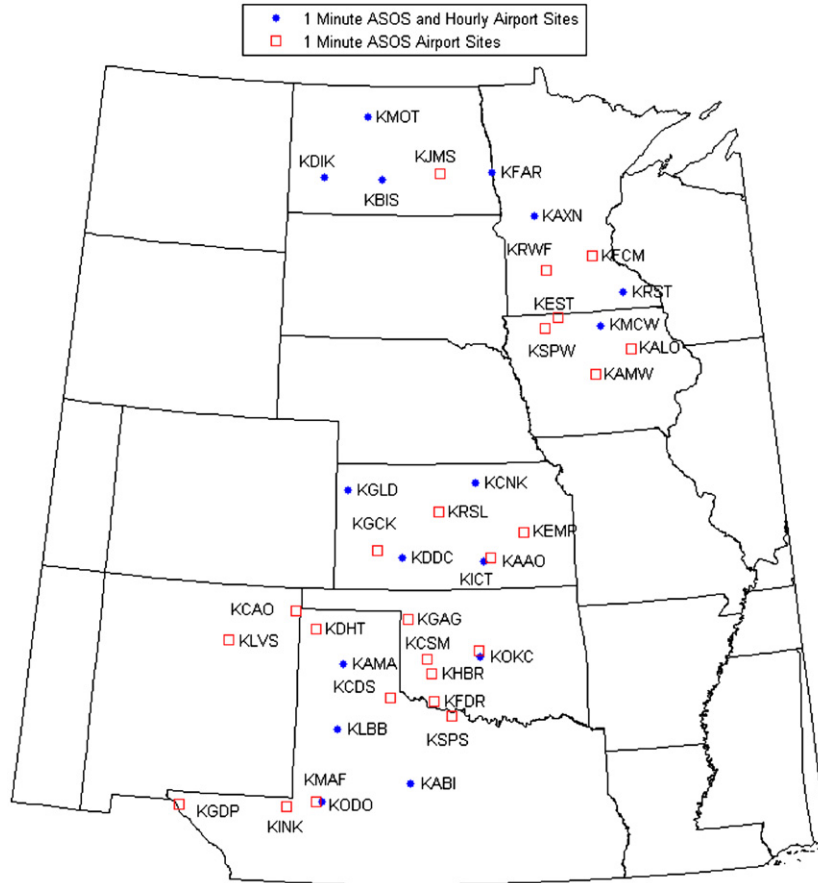 1 Minute ASOS and Hourly Airport Sites
1 Minute ASOS Airport Sites
KMOT
KDIK
KJMS
KFAR
KBIS
KAXN
KRWF
KFCM
KRST
KEST
KMCW
KSPW
KALO
KAMW
KGLD
KCNK
KRSL
KGCK
KEMP
KDDC
KAAO
KICT
KCAO
KGAG
KDHT
KLVS
KCSM
KOKC
KAMA
KHBR
KCDS
KFDR
KLBB
KSPS
KMAF
KABI
KODO
KGDP
KINK